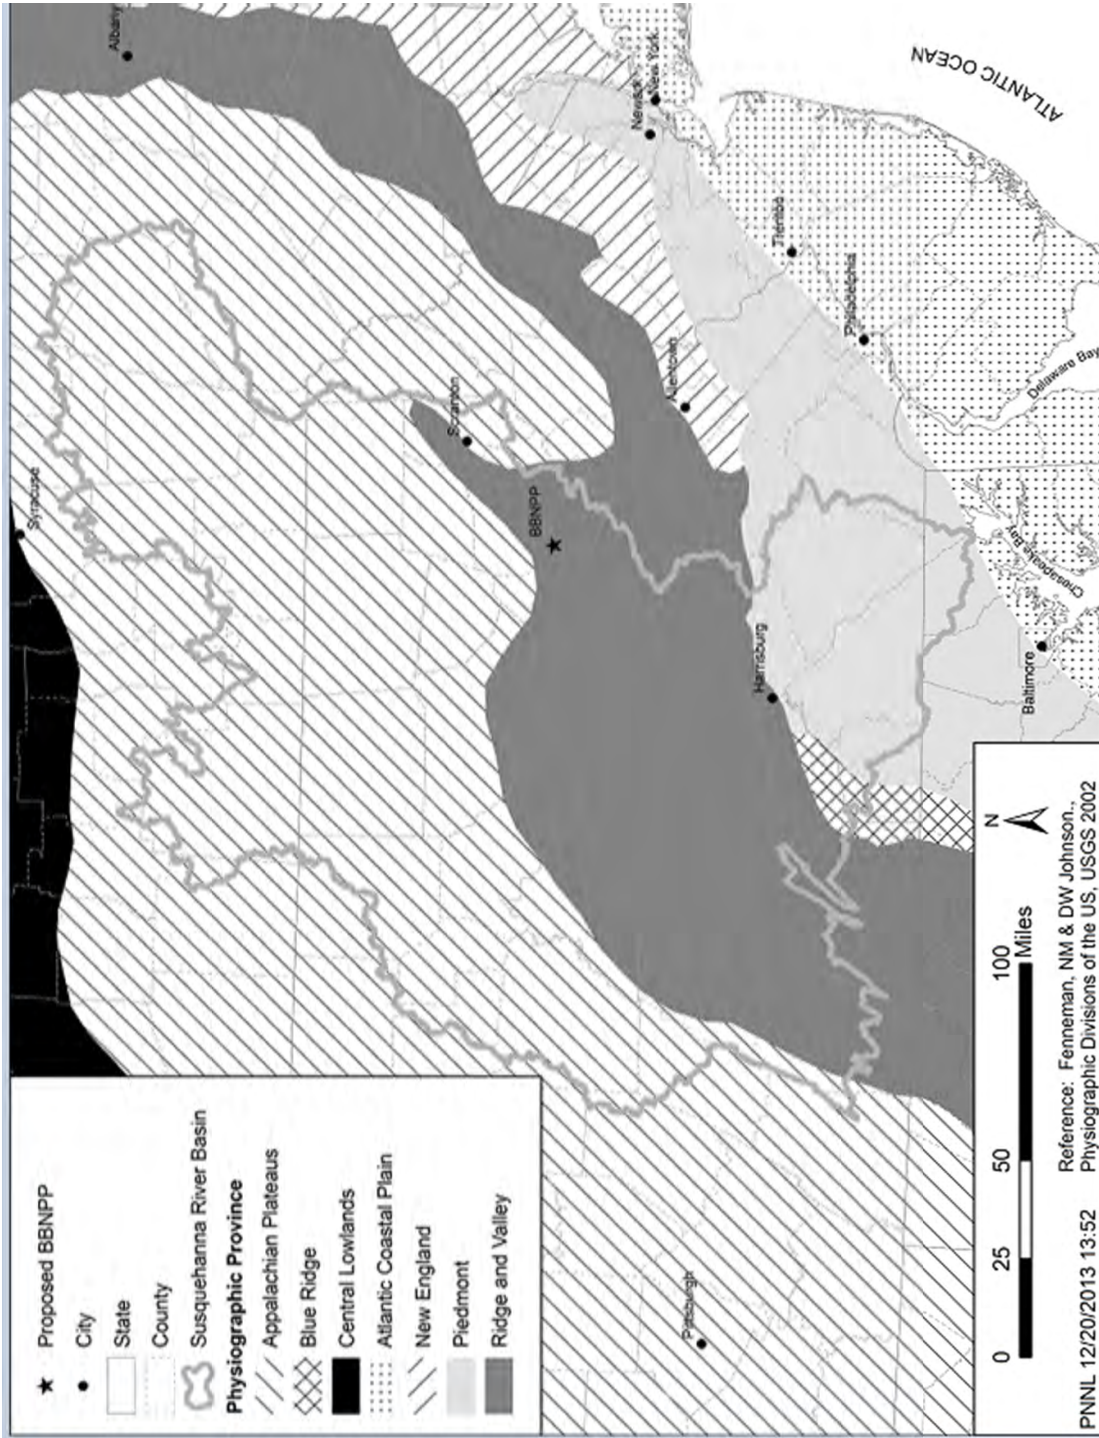 Proposed BBNPP
City
State
County
Susquehanna River Basin
Physiographic Province
Appalachian Plateaus
Blue Ridge
Central Lowlands
Atlantic Coastal Plain
New England
Piedmont
Ridge and Valley
Syracuse
Albany
Scranton
BBNPP
Allentown
Newark
New York
Trenton
Philadelphia
Harrisburg
Pittsburgh
Baltimore
Chesapeake Bay
Delaware Bay
ATLANTIC OCEAN
N
0 25 50 100
Miles
Reference: Fenneman, NM & DW Johnson.,
PNNL 12/20/2013 13:52 Physiographic Divisions of the US, USGS 2002